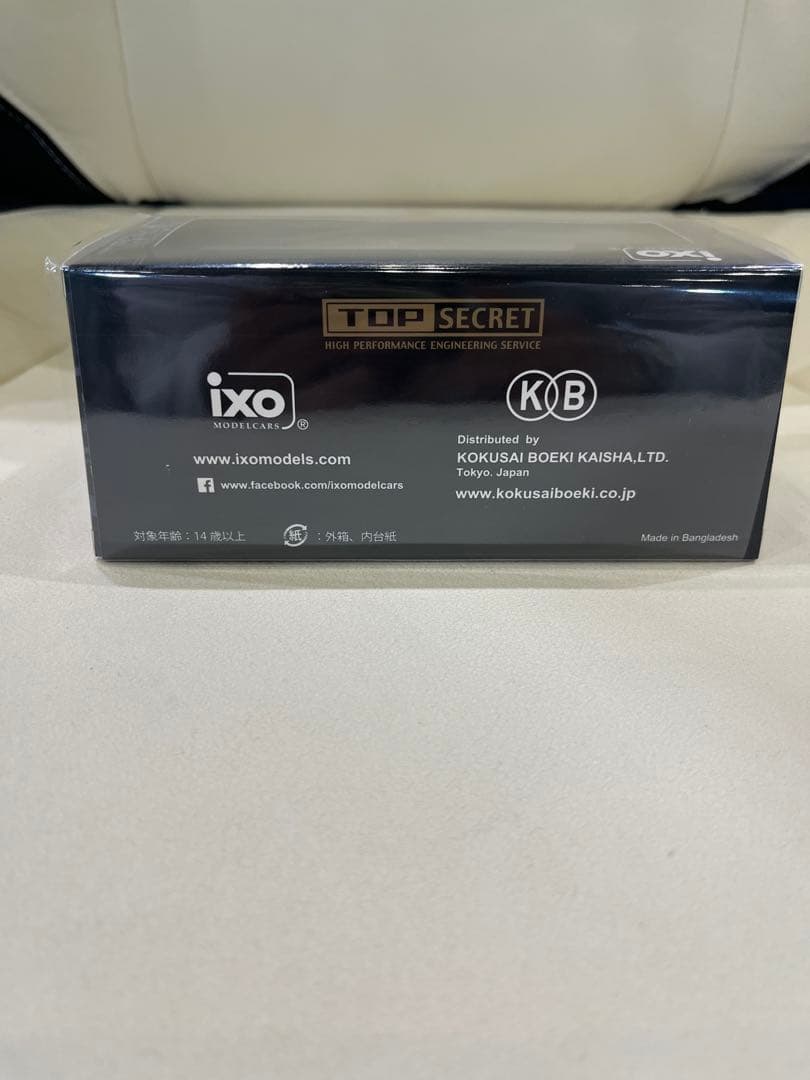 ixo
TOP SECRET
HIGH PERFORMANCE ENGINEERING SERVICE
ixo
MODELCARS ®
www.ixomodels.com
www.facebook.com/ixomodelcars
KB
Distributed by
KOKUSAI BOEKI KAISHA,LTD.
Tokyo. Japan
www.kokusaiboeki.co.jp
対象年齢：14歳以上
紙：外箱、内台紙
Made in Bangladesh